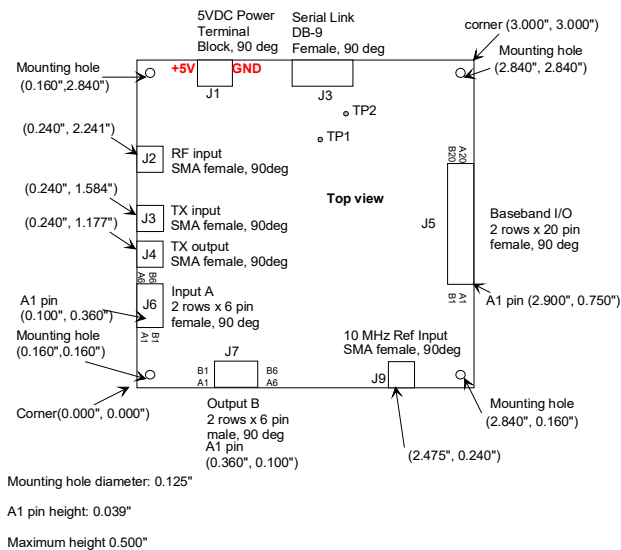 5VDC Power
Terminal
Block, 90 deg
Serial Link
DB-9
Female, 90 deg
corner (3.000", 3.000")
Mounting hole
(0.160",2.840")
+5V
GND
J1
J3
Mounting hole
(2.840", 2.840")
TP2
TP1
(0.240", 2.241")
J2
RF input
SMA female, 90deg
B20
A20
(0.240", 1.584")
J3
TX input
SMA female, 90deg
Top view
(0.240", 1.177")
J4
TX output
SMA female, 90deg
J5
Baseband I/O
2 rows x 20 pin
female, 90 deg
A6
B6
A1 pin
(0.100", 0.360")
J6
Input A
2 rows x 6 pin
female, 90 deg
B1
A1
A1 pin (2.900", 0.750")
Mounting hole
(0.160",0.160")
A1
B1
J7
10 MHz Ref Input
SMA female, 90deg
B1
A1
B6
A6
J9
Corner(0.000", 0.000")
Output B
2 rows x 6 pin
male, 90 deg
A1 pin
(0.360", 0.100")
Mounting hole
(2.840", 0.160")
(2.475", 0.240")
Mounting hole diameter: 0.125"
A1 pin height: 0.039"
Maximum height 0.500"